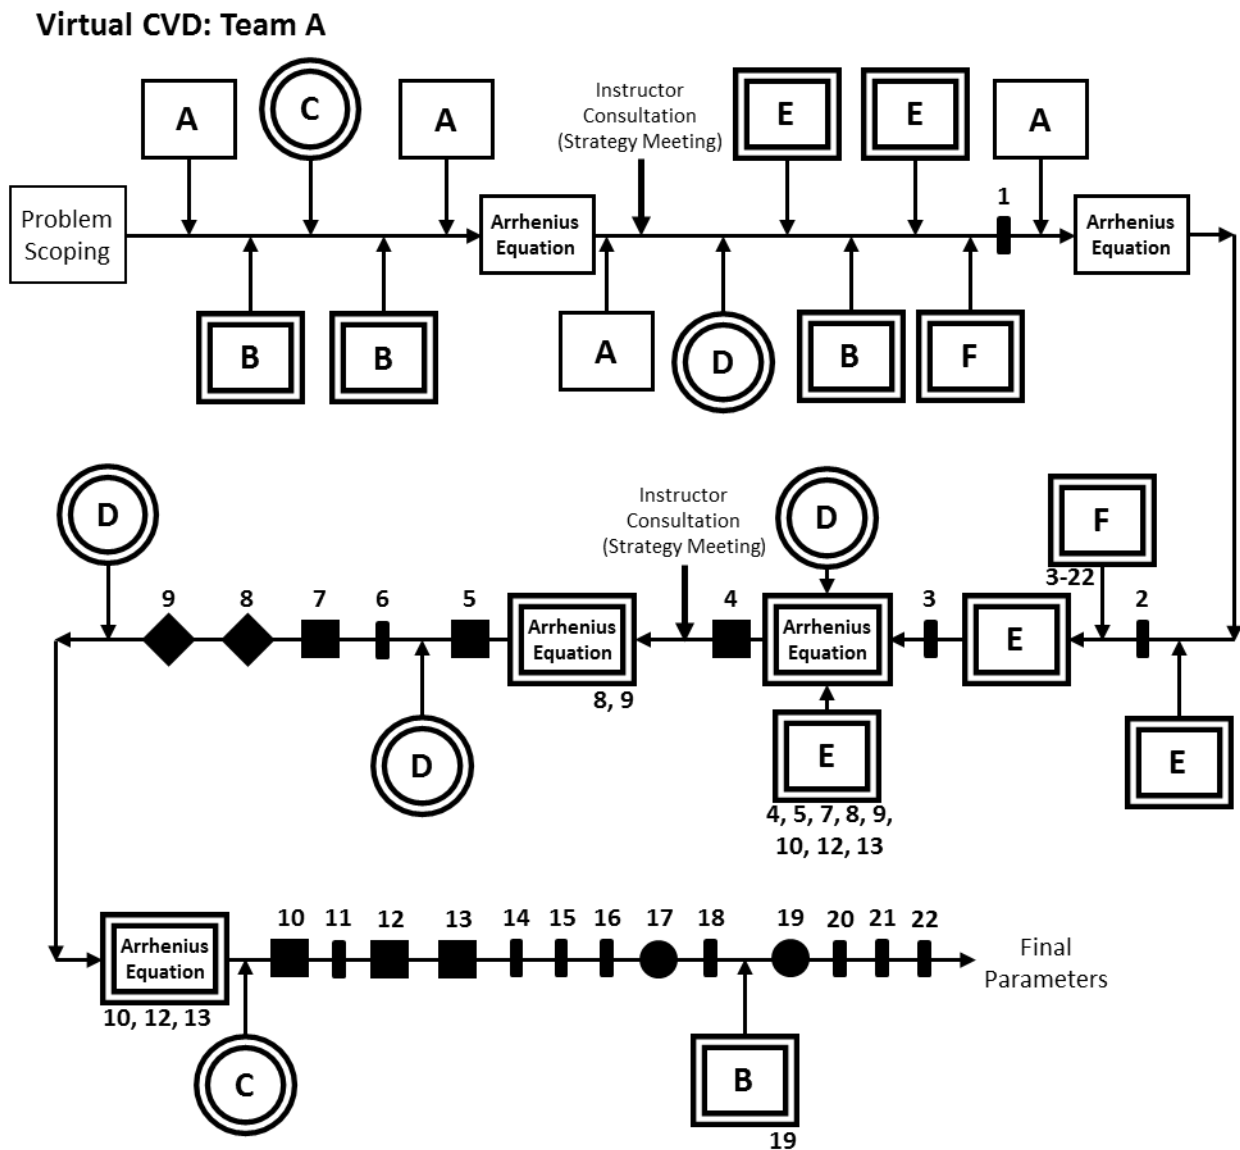 Virtual CVD: Team A
A
C
A
Instructor
Consultation
(Strategy Meeting)
E
E
A
1
Problem
Scoping
Arrhenius
Equation
Arrhenius
Equation
B
B
A
D
B
F
D
9
8
7
6
5
Arrhenius
Equation
8, 9
Instructor
Consultation
(Strategy Meeting)
4
D
Arrhenius
Equation
3
E
F
3-22
2
D
E
4, 5, 7, 8, 9,
10, 12, 13
E
Arrhenius
Equation
10, 12, 13
10
11
12
13
14
15
16
17
18
19
20
21
22
Final
Parameters
C
B
19